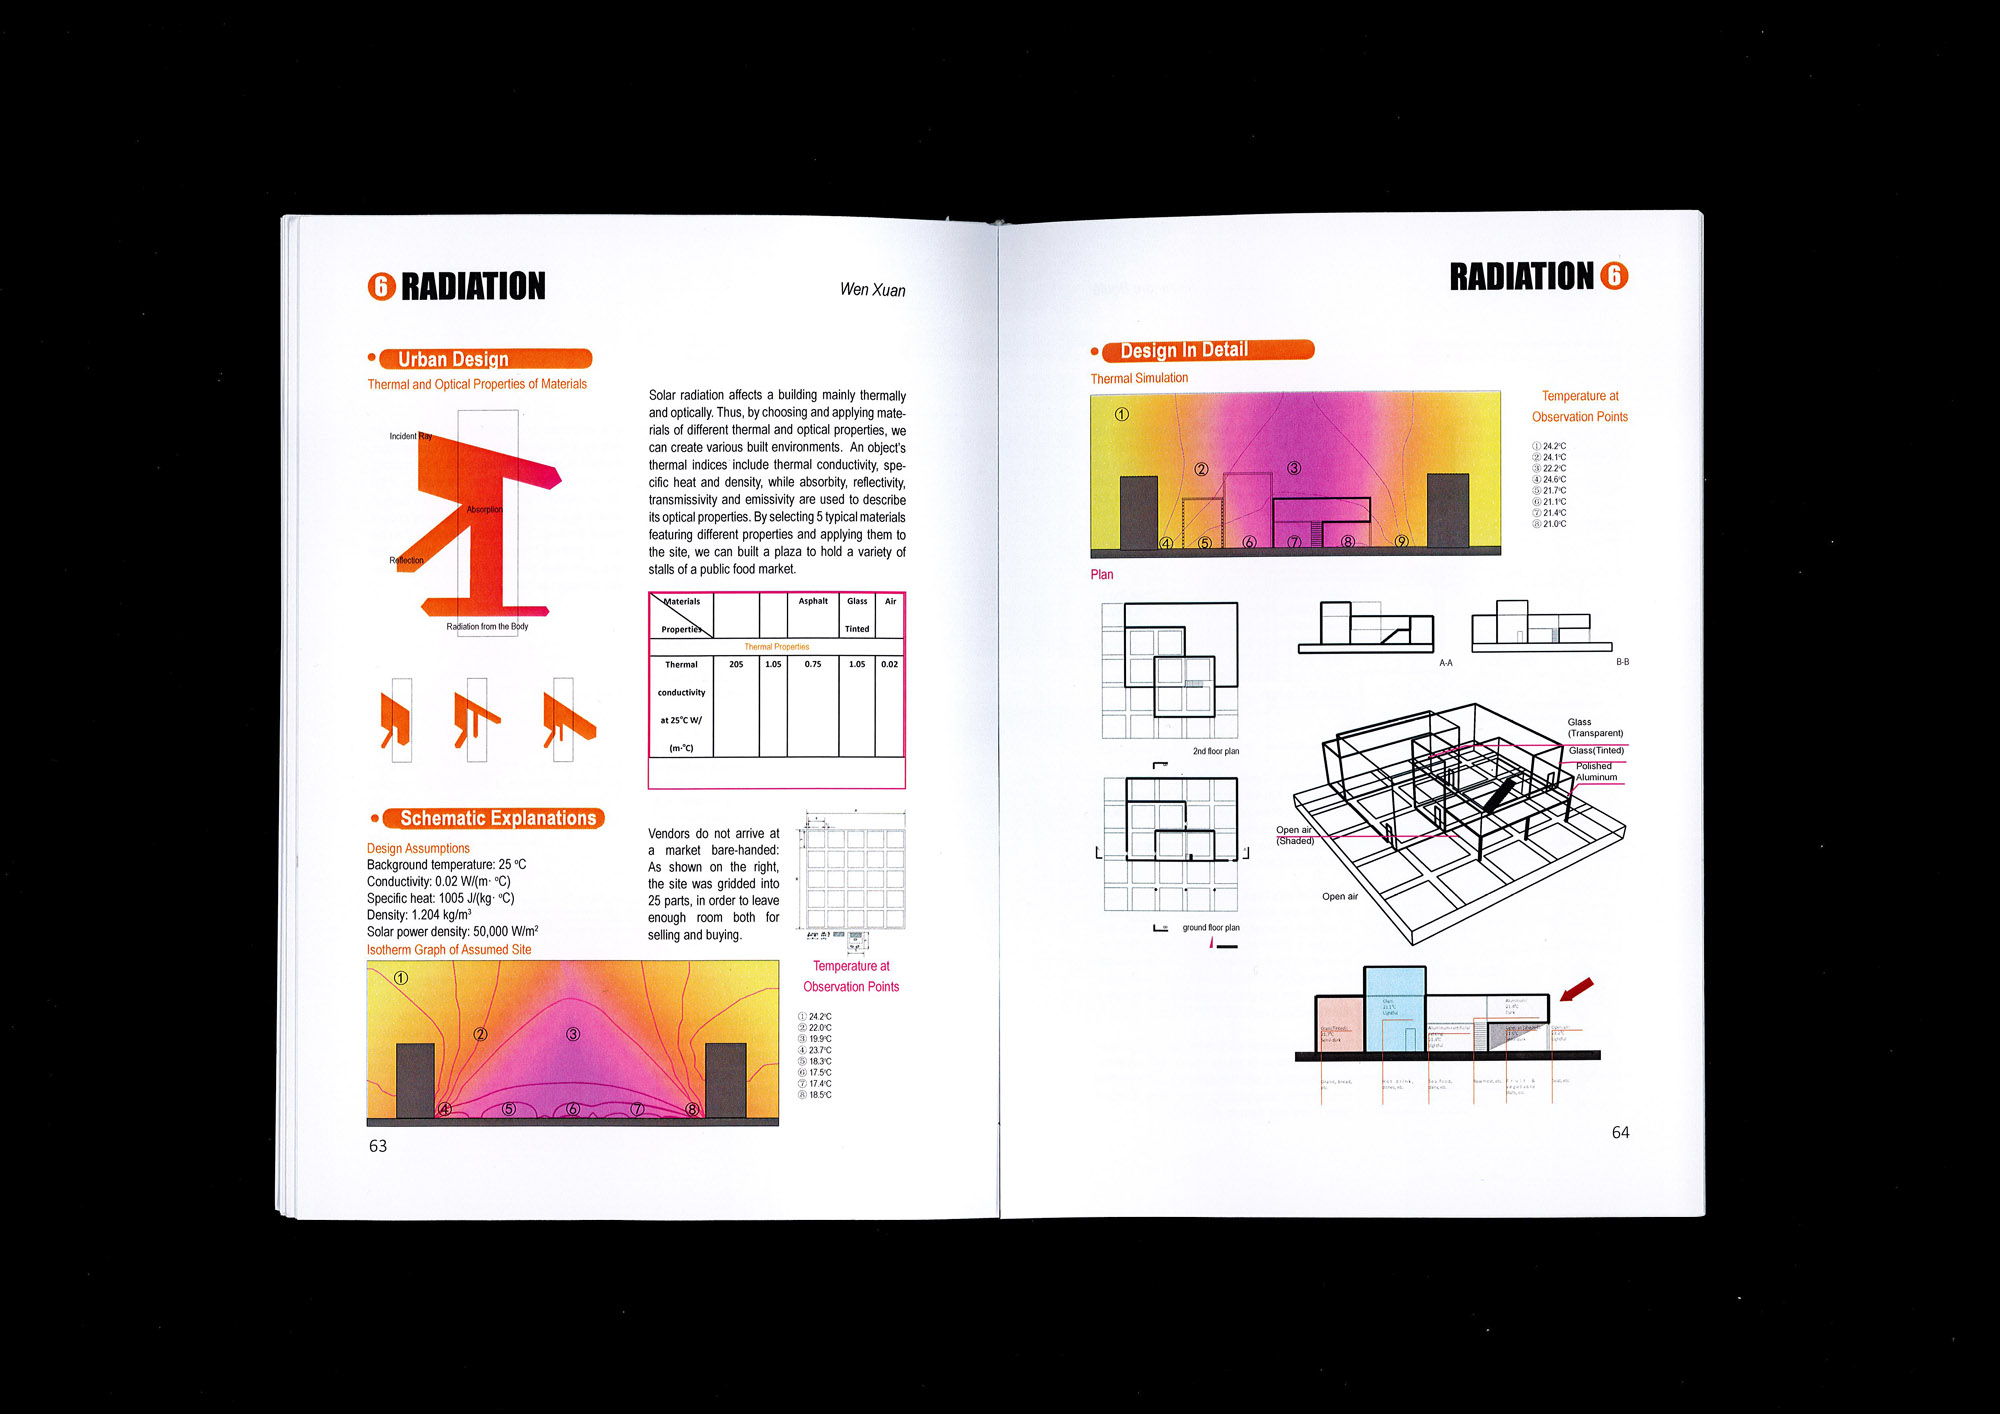 6 RADIATION
Wen Xuan
Urban Design
Thermal and Optical Properties of Materials
Incident Ray
Absorption
Reflection
Radiation from the Body
Solar radiation affects a building mainly thermally
and optically. Thus, by choosing and applying mate-
rials of different thermal and optical properties, we
can create various built environments. An object's
thermal indices include thermal conductivity, spe-
cific heat and density, while absorbity, reflectivity,
transmissivity and emissivity are used to describe
its optical properties. By selecting 5 typical materials
featuring different properties and applying them to
the site, we can built a plaza to hold a variety of
stalls of a public food market.
Materials Asphalt Glass Air
Properties Tinted
Thermal Properties
Thermal 205 1.05 0.75 1.05 0.02
conductivity
at 25°C W/
(m·°C)
Schematic Explanations
Design Assumptions
Background temperature: 25 °C
Conductivity: 0.02 W/(m· °C)
Specific heat: 1005 J/(kg· °C)
Density: 1.204 kg/m³
Solar power density: 50,000 W/m²
Isotherm Graph of Assumed Site
Vendors do not arrive at
a market bare-handed:
As shown on the right,
the site was gridded into
25 parts, in order to leave
enough room both for
selling and buying.
① ② ③ ④ ⑤ ⑥ ⑦ ⑧
Temperature at
Observation Points
① 24.2°C
② 22.0°C
③ 19.9°C
④ 23.7°C
⑤ 18.3°C
⑥ 17.5°C
⑦ 17.4°C
⑧ 18.5°C
63
RADIATION 6
Design In Detail
Thermal Simulation
① ② ③ ④ ⑤ ⑥ ⑦ ⑧ ⑨
Temperature at
Observation Points
① 24.2°C
② 24.1°C
③ 22.2°C
④ 24.6°C
⑤ 21.7°C
⑥ 21.1°C
⑦ 21.4°C
⑧ 21.0°C
Plan
2nd floor plan
ground floor plan
A-A
B-B
Glass
(Transparent)
Glass(Tinted)
Polished
Aluminum
Open air
(Shaded)
Open air
64